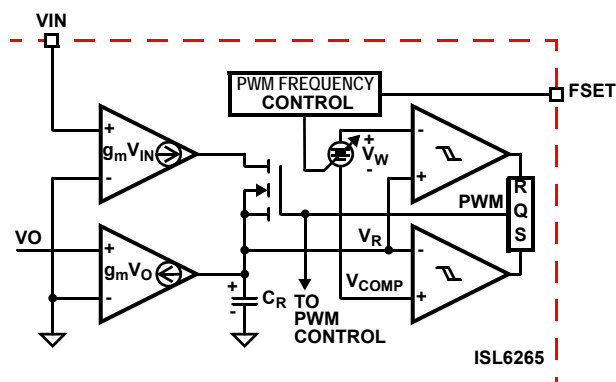 VIN
PWM FREQUENCY
CONTROL
FSET
+
gmVIN
-
+
VW
-
-
+
R
Q
S
PWM
VO
+
gmVO
-
VR
VCOMP
-
+
+
-
CR
TO
PWM
CONTROL
ISL6265